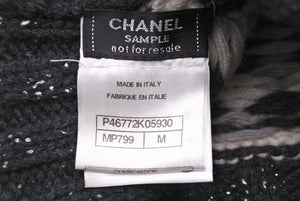 CHANEL
SAMPLE
not for resale
MADE IN ITALY
FABRIQUE EN ITALIE
P46772K05930
MP799 M